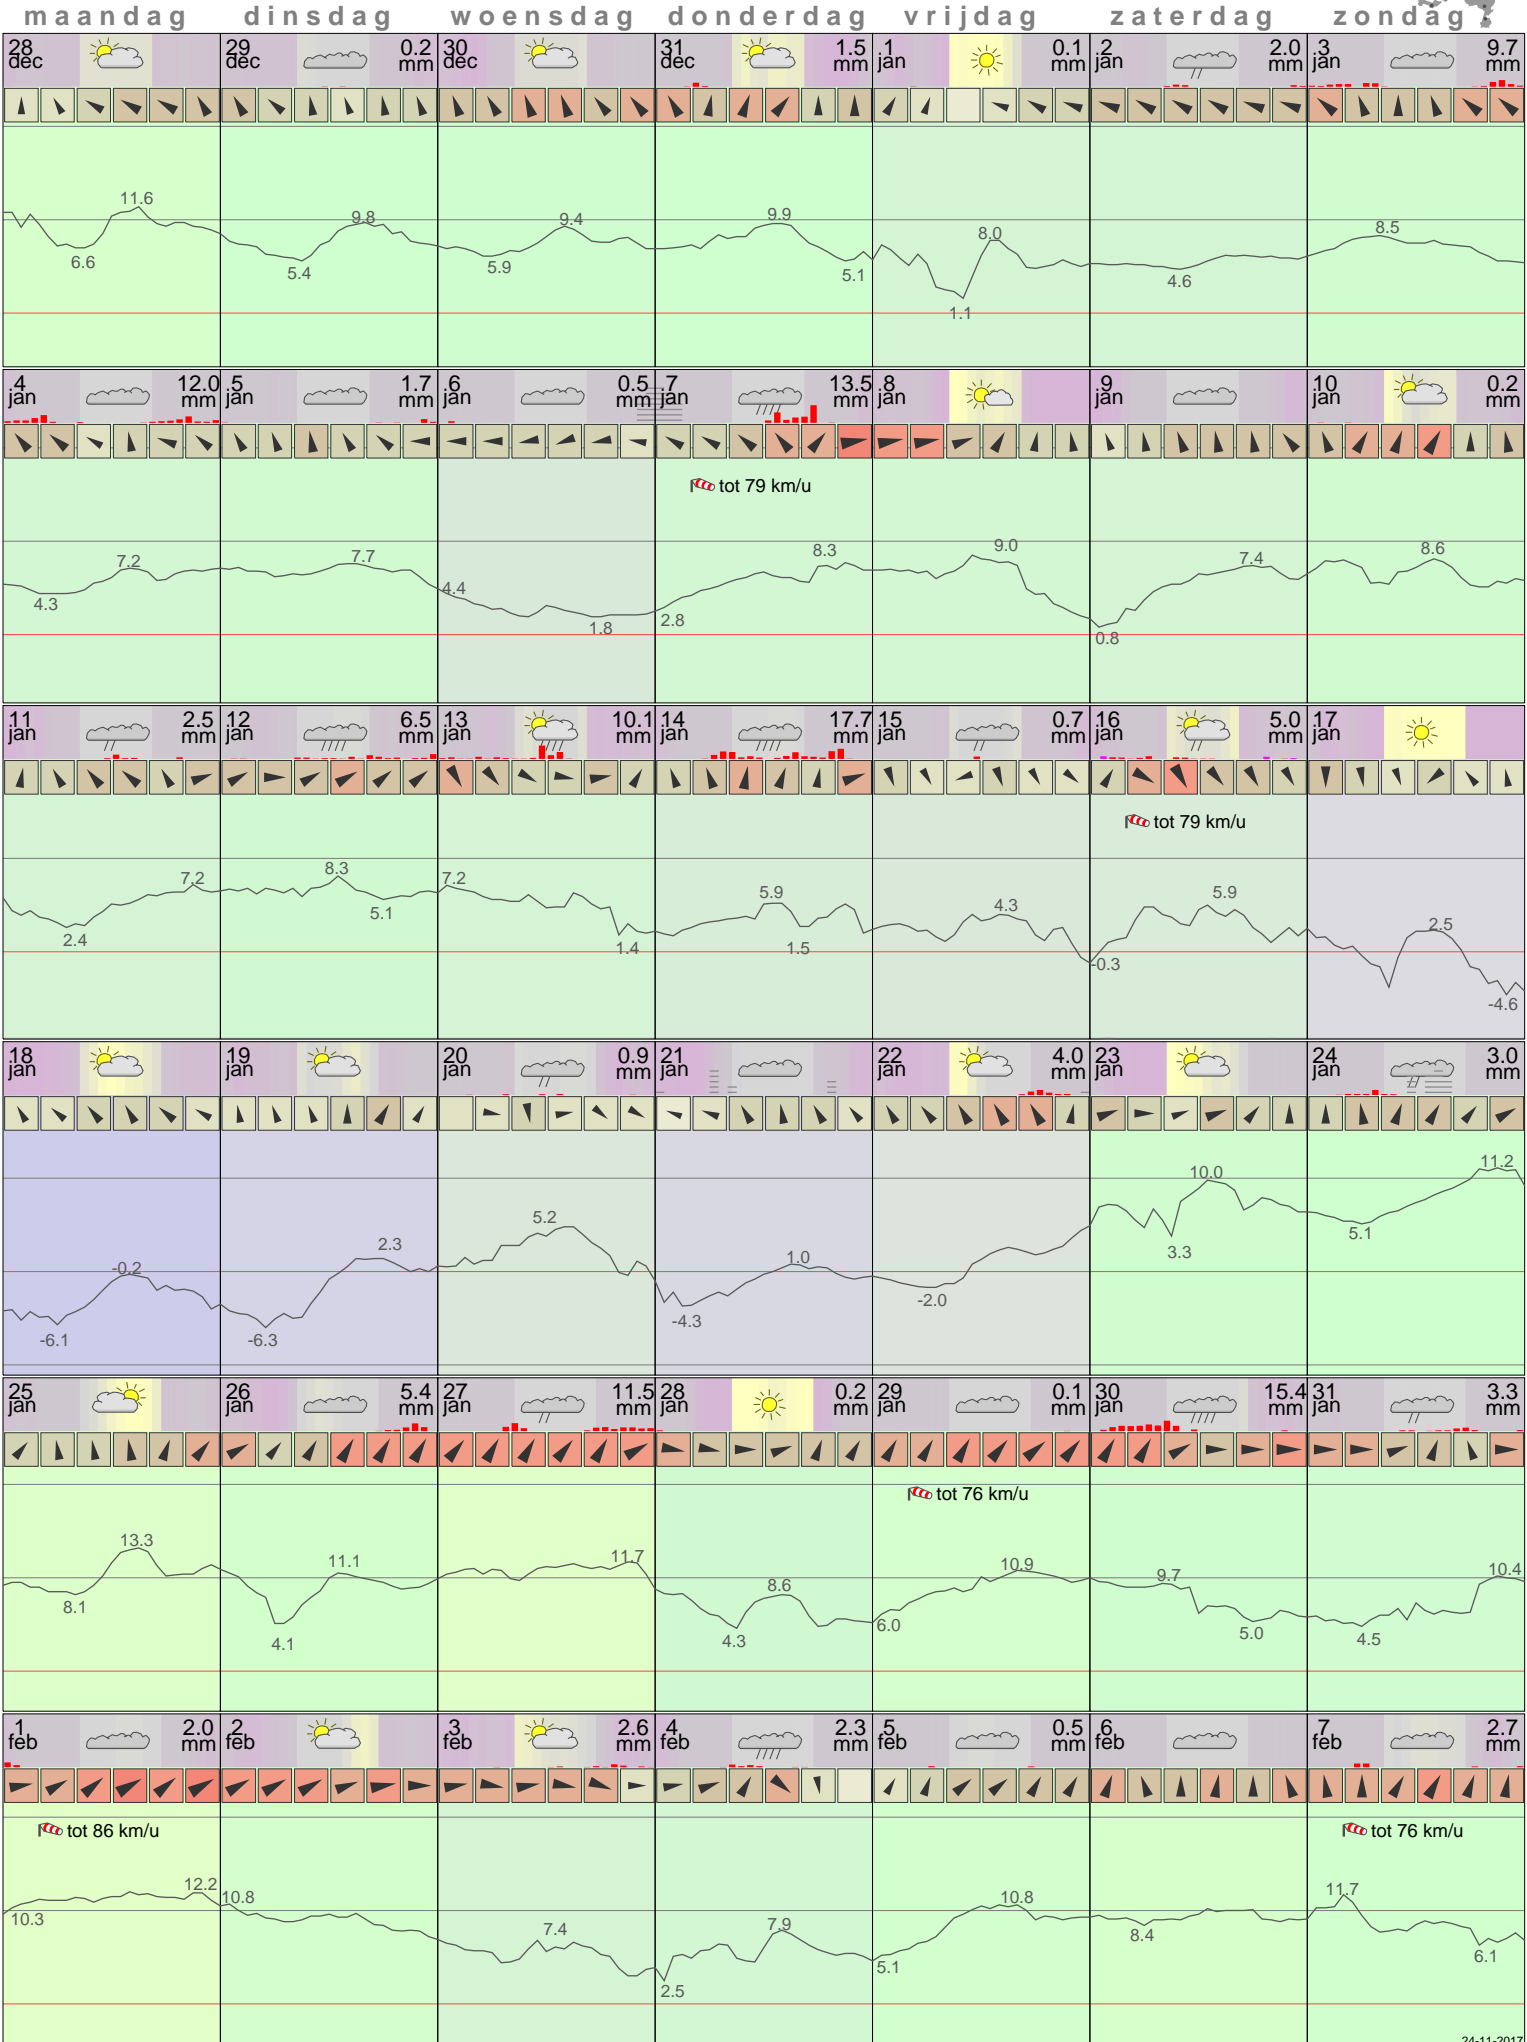 maandag dinsdag woensdag donderdag vrijdag zaterdag zondag
28 dec
29 dec 0.2 mm
30 dec
31 dec 1.5 mm
1 jan 0.1 mm
2 jan 2.0 mm
3 jan 9.7 mm
11.6 6.6
9.8 5.4
9.4 5.9
9.9 5.1
8.0 1.1
4.6
8.5
4 jan 12.0 mm
5 jan 1.7 mm
6 jan 0.5 mm
7 jan 13.5 mm
8 jan
9 jan
10 jan 0.2 mm
tot 79 km/u
7.2 4.3
7.7
4.4 1.8
8.3 2.8
9.0
7.4 0.8
8.6
11 jan 2.5 mm
12 jan 6.5 mm
13 jan 10.1 mm
14 jan 17.7 mm
15 jan 0.7 mm
16 jan 5.0 mm
17 jan
tot 79 km/u
7.2 2.4
8.3 5.1
7.2 1.4
5.9 1.5
4.3
5.9 -0.3
2.5 -4.6
18 jan
19 jan
20 jan 0.9 mm
21 jan
22 jan 4.0 mm
23 jan
24 jan 3.0 mm
-0.2 -6.1
2.3 -6.3
5.2
1.0 -4.3
-2.0
10.0 3.3
11.2 5.1
25 jan
26 jan 5.4 mm
27 jan 11.5 mm
28 jan 0.2 mm
29 jan 0.1 mm
30 jan 15.4 mm
31 jan 3.3 mm
tot 76 km/u
13.3 8.1
11.1 4.1
11.7
8.6 4.3
10.9 6.0
9.7 5.0
10.4 4.5
1 feb 2.0 mm
2 feb
3 feb 2.6 mm
4 feb 2.3 mm
5 feb 0.5 mm
6 feb
7 feb 2.7 mm
tot 86 km/u
tot 76 km/u
12.2 10.3
10.8
7.4
7.9 2.5
10.8 5.1
8.4
11.7 6.1
24-11-2017